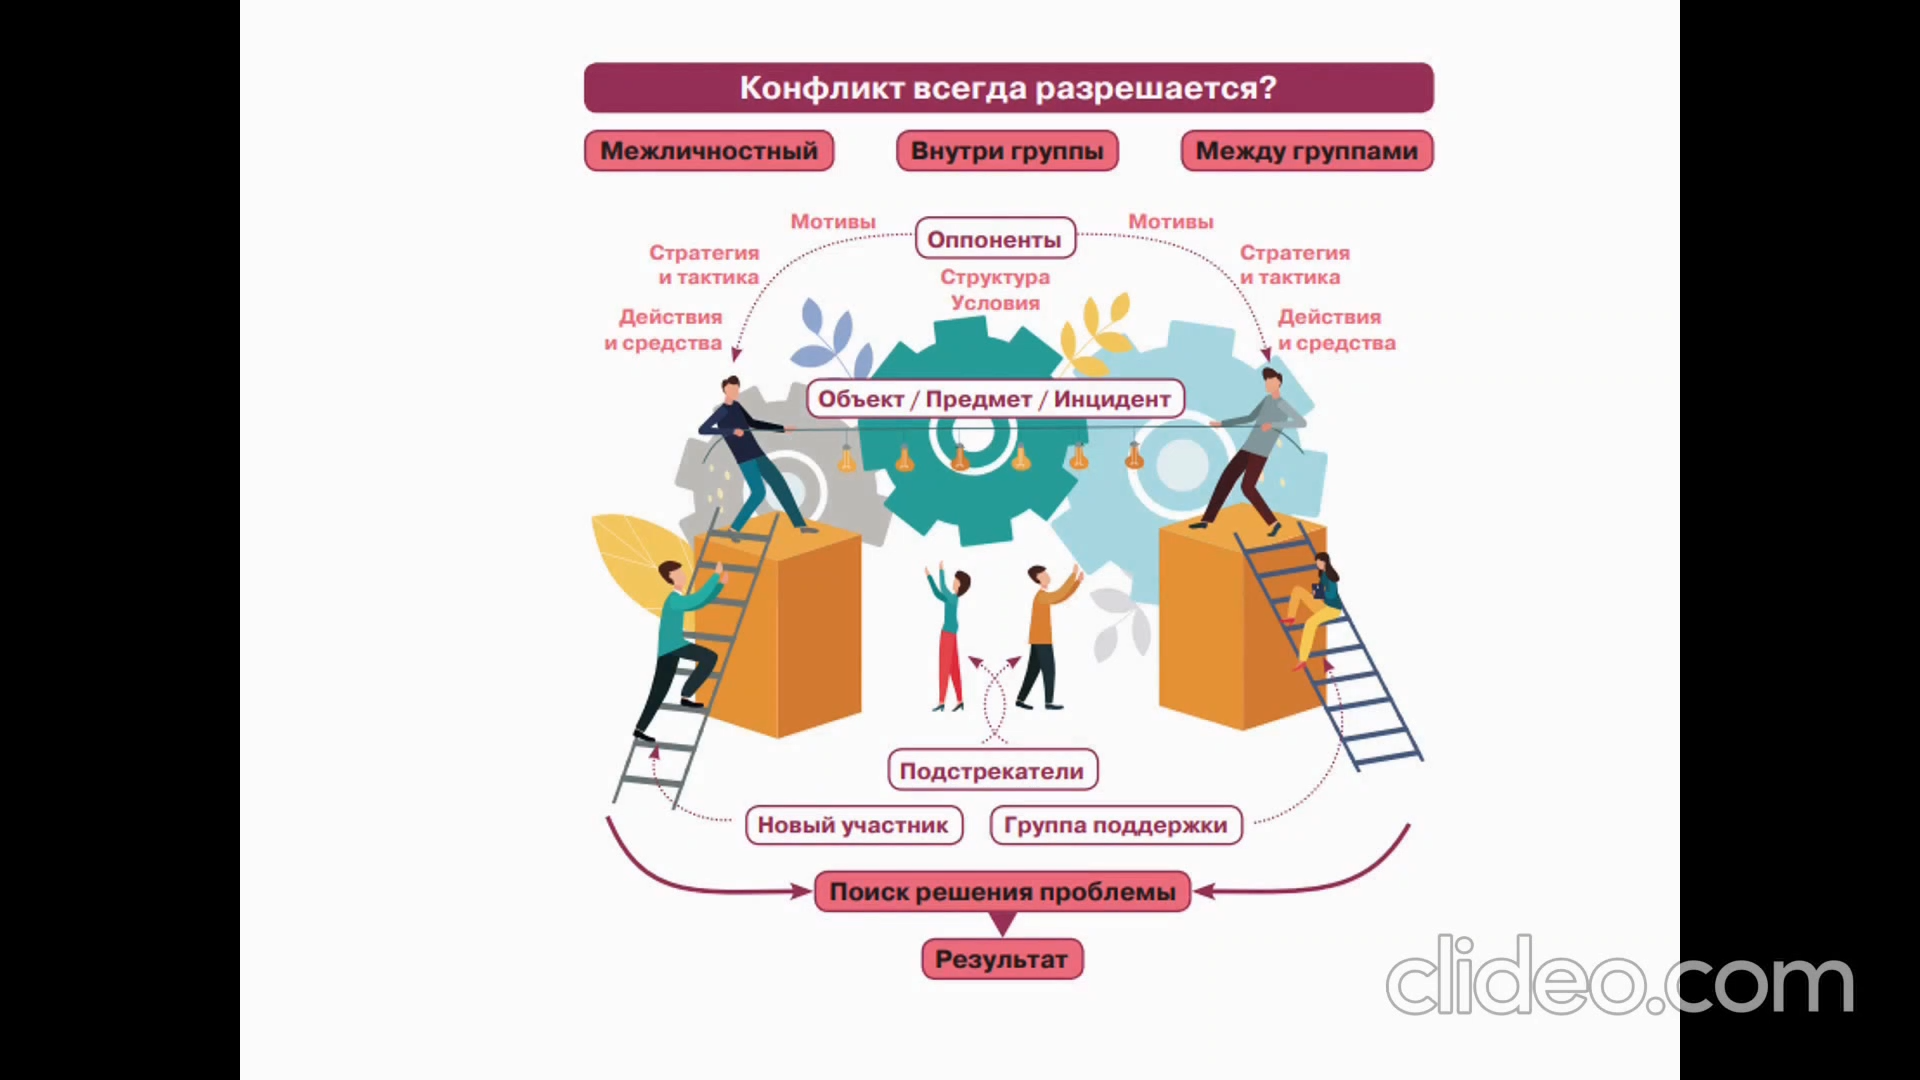 Конфликт всегда разрешается?
Межличностный
Внутри группы
Между группами
Мотивы
Оппоненты
Мотивы
Стратегия
и тактика
Структура
Условия
Стратегия
и тактика
Действия
и средства
Действия
и средства
Объект / Предмет / Инцидент
Подстрекатели
Новый участник
Группа поддержки
Поиск решения проблемы
Результат
clideo.com